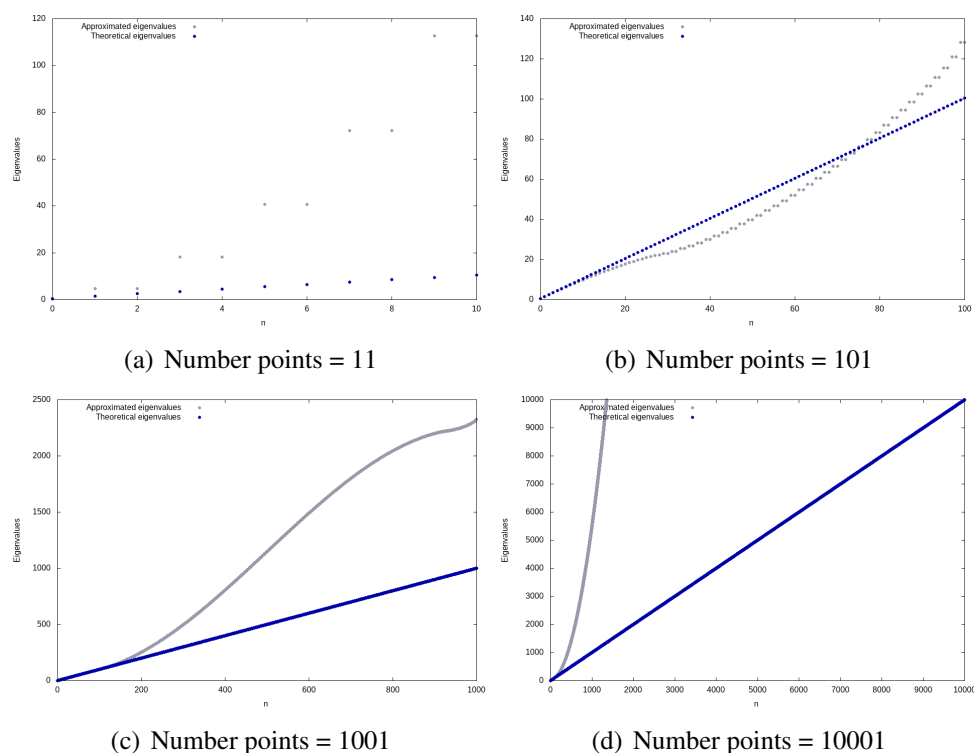 Approximated eigenvalues
Theoretical eigenvalues
120
100
80
60
40
20
0
Eigenvalues
0 2 4 6 8 10
n
(a) Number points = 11
Approximated eigenvalues
Theoretical eigenvalues
140
120
100
80
60
40
20
0
Eigenvalues
0 20 40 60 80 100
n
(b) Number points = 101
Approximated eigenvalues
Theoretical eigenvalues
2500
2000
1500
1000
500
0
Eigenvalues
0 200 400 600 800 1000
n
(c) Number points = 1001
Approximated eigenvalues
Theoretical eigenvalues
10000
9000
8000
7000
6000
5000
4000
3000
2000
1000
0
Eigenvalues
0 1000 2000 3000 4000 5000 6000 7000 8000 9000 10000
n
(d) Number points = 10001